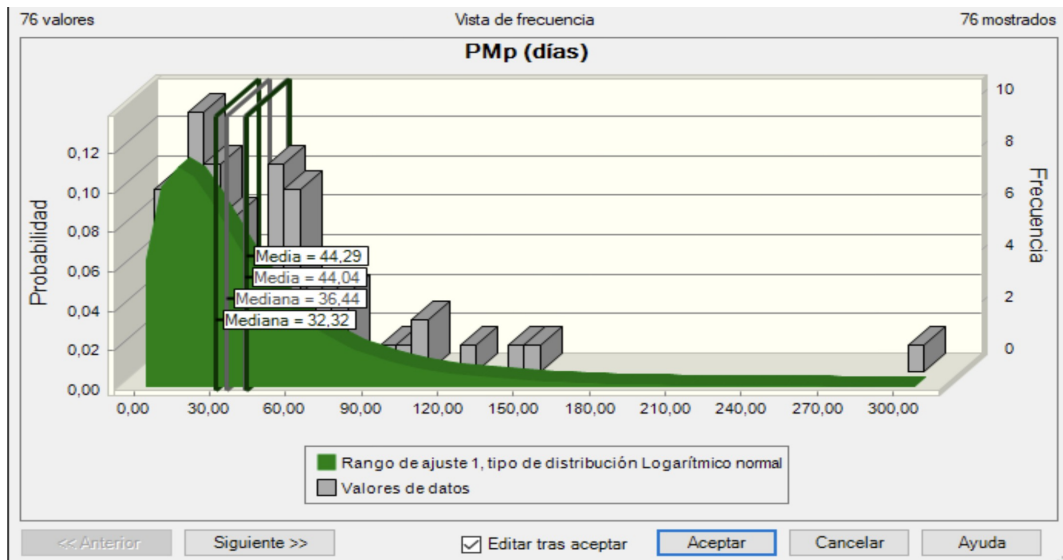 76 valores Vista de frecuencia 76 mostrados
PMp (días)
Probabilidad
0,12
0,10
0,08
0,06
0,04
0,02
0,00
10
8
6
4
2
0
Frecuencia
Media = 44,29
Media = 44,04
Mediana = 36,44
Mediana = 32,32
0,00 30,00 60,00 90,00 120,00 150,00 180,00 210,00 240,00 270,00 300,00
Rango de ajuste 1, tipo de distribución Logarítmico normal
Valores de datos
<< Anterior Siguiente >> Editar tras aceptar Aceptar Cancelar Ayuda